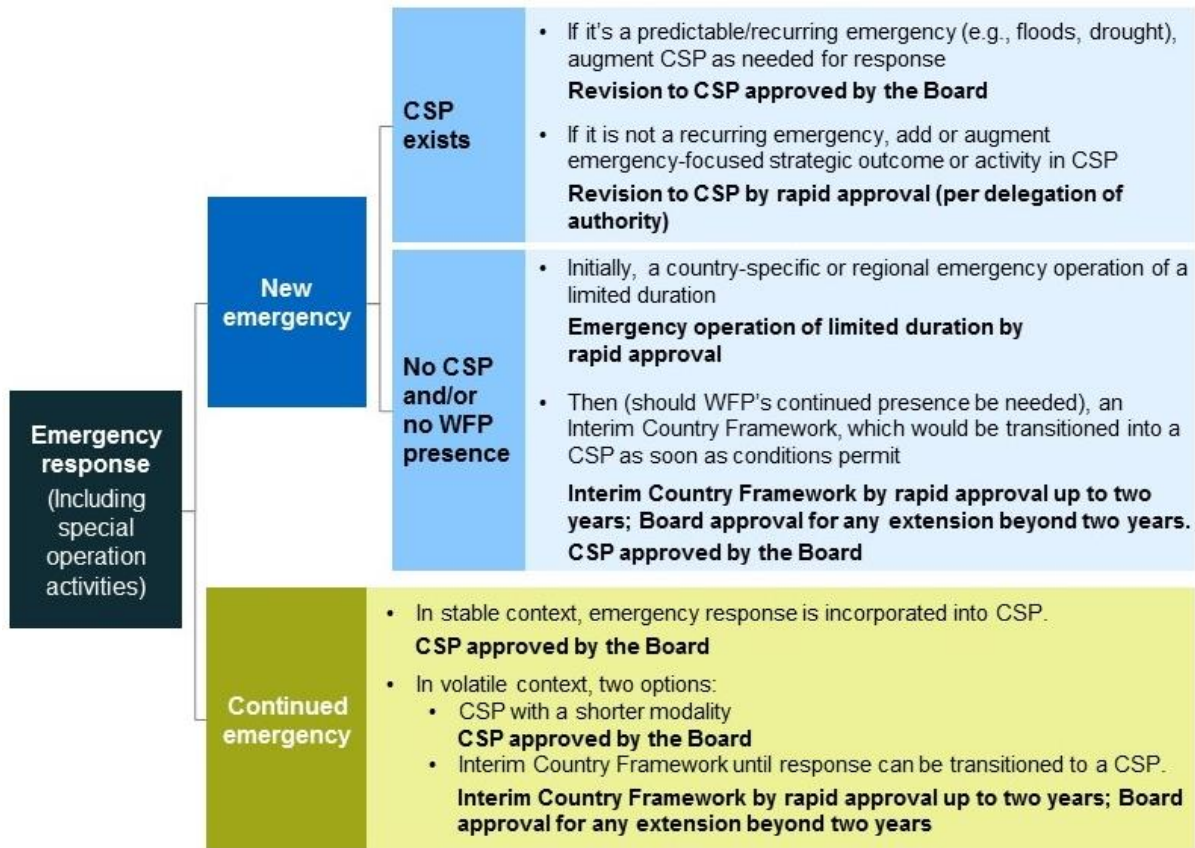 Emergency
response
(Including
special
operation
activities)
New
emergency
CSP
exists
• If it's a predictable/recurring emergency (e.g., floods, drought),
augment CSP as needed for response
Revision to CSP approved by the Board
• If it is not a recurring emergency, add or augment
emergency-focused strategic outcome or activity in CSP
Revision to CSP by rapid approval (per delegation of
authority)
No CSP
and/or
no WFP
presence
• Initially, a country-specific or regional emergency operation of a
limited duration
Emergency operation of limited duration by
rapid approval
• Then (should WFP's continued presence be needed), an
Interim Country Framework, which would be transitioned into a
CSP as soon as conditions permit
Interim Country Framework by rapid approval up to two
years; Board approval for any extension beyond two years.
CSP approved by the Board
Continued
emergency
• In stable context, emergency response is incorporated into CSP.
CSP approved by the Board
• In volatile context, two options:
• CSP with a shorter modality
CSP approved by the Board
• Interim Country Framework until response can be transitioned to a CSP.
Interim Country Framework by rapid approval up to two years; Board
approval for any extension beyond two years